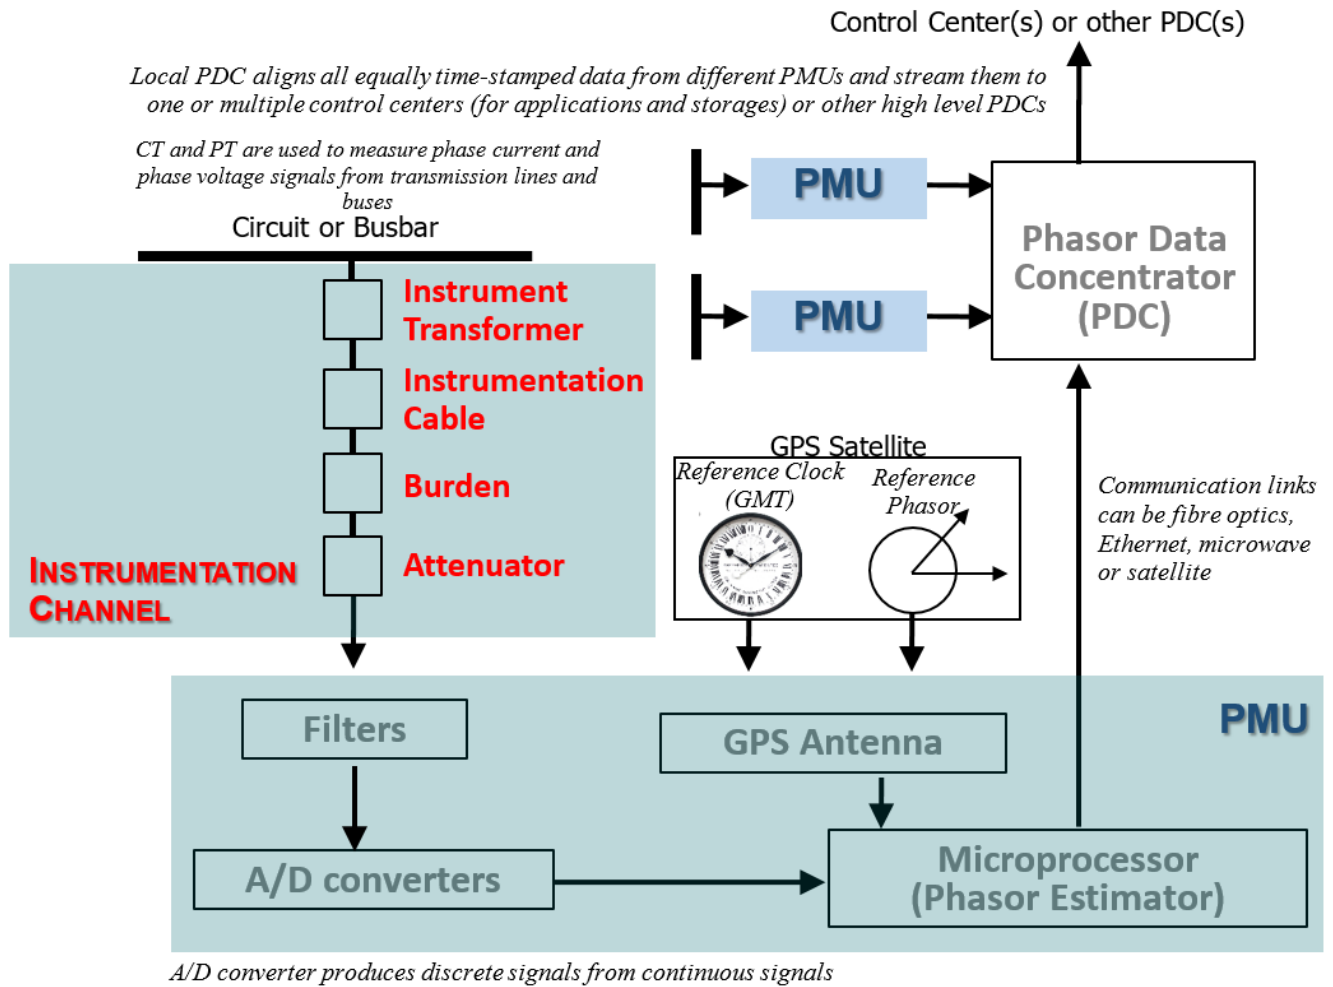 Control Center(s) or other PDC(s)
Local PDC aligns all equally time-stamped data from different PMUs and stream them to
one or multiple control centers (for applications and storages) or other high level PDCs
CT and PT are used to measure phase current and
phase voltage signals from transmission lines and
buses
Circuit or Busbar
Instrument
Transformer
Instrumentation
Cable
Burden
Attenuator
INSTRUMENTATION
CHANNEL
PMU
PMU
Phasor Data
Concentrator
(PDC)
GPS Satellite
Reference Clock
(GMT)
Reference
Phasor
Communication links
can be fibre optics,
Ethernet, microwave
or satellite
PMU
Filters
GPS Antenna
A/D converters
Microprocessor
(Phasor Estimator)
A/D converter produces discrete signals from continuous signals